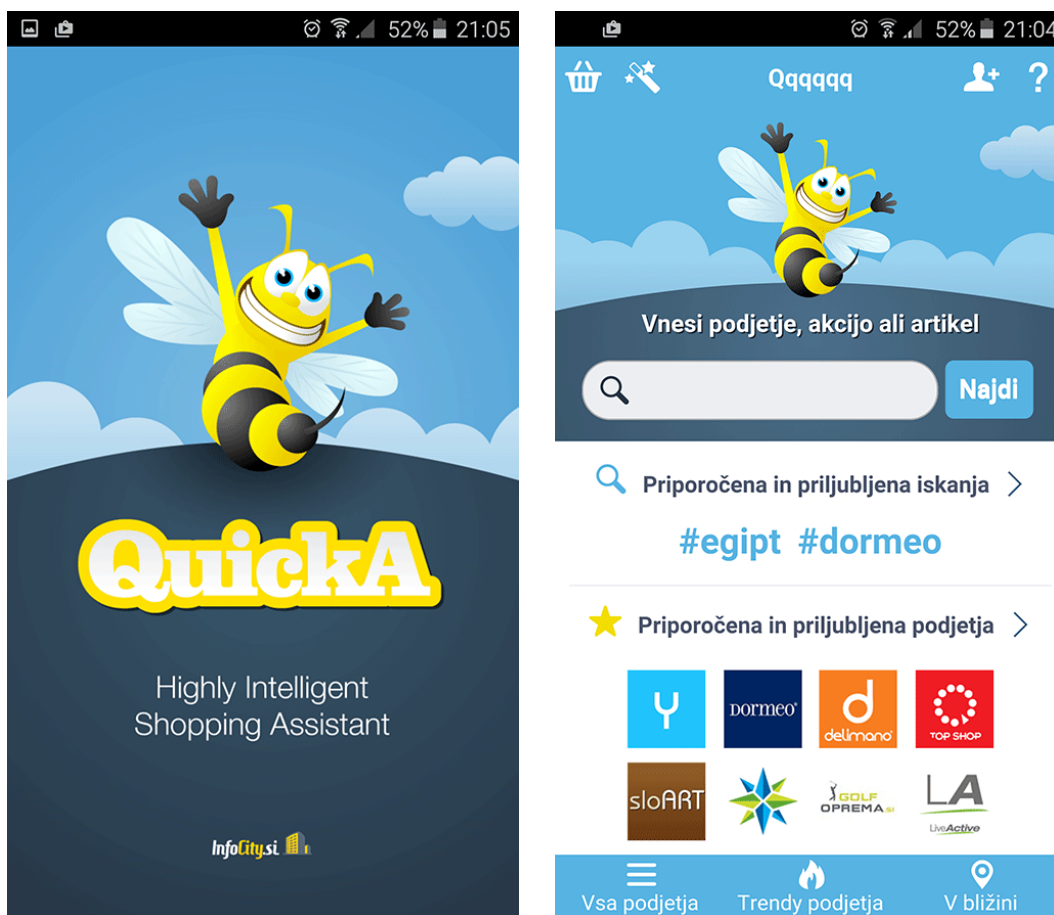 52% 21:05
QuickA
Highly Intelligent
Shopping Assistant
InfoCity.si
52% 21:04
Qqqqqq
?
Vnesi podjetje, akcijo ali artikel
Najdi
Priporočena in priljubljena iskanja
#egipt #dormeo
Priporočena in priljubljena podjetja
DORMEO
delimano
TOP SHOP
sloART
GOLF
OPREMA.SI
LA
LiveActive
Vsa podjetja Trendy podjetja V bližini